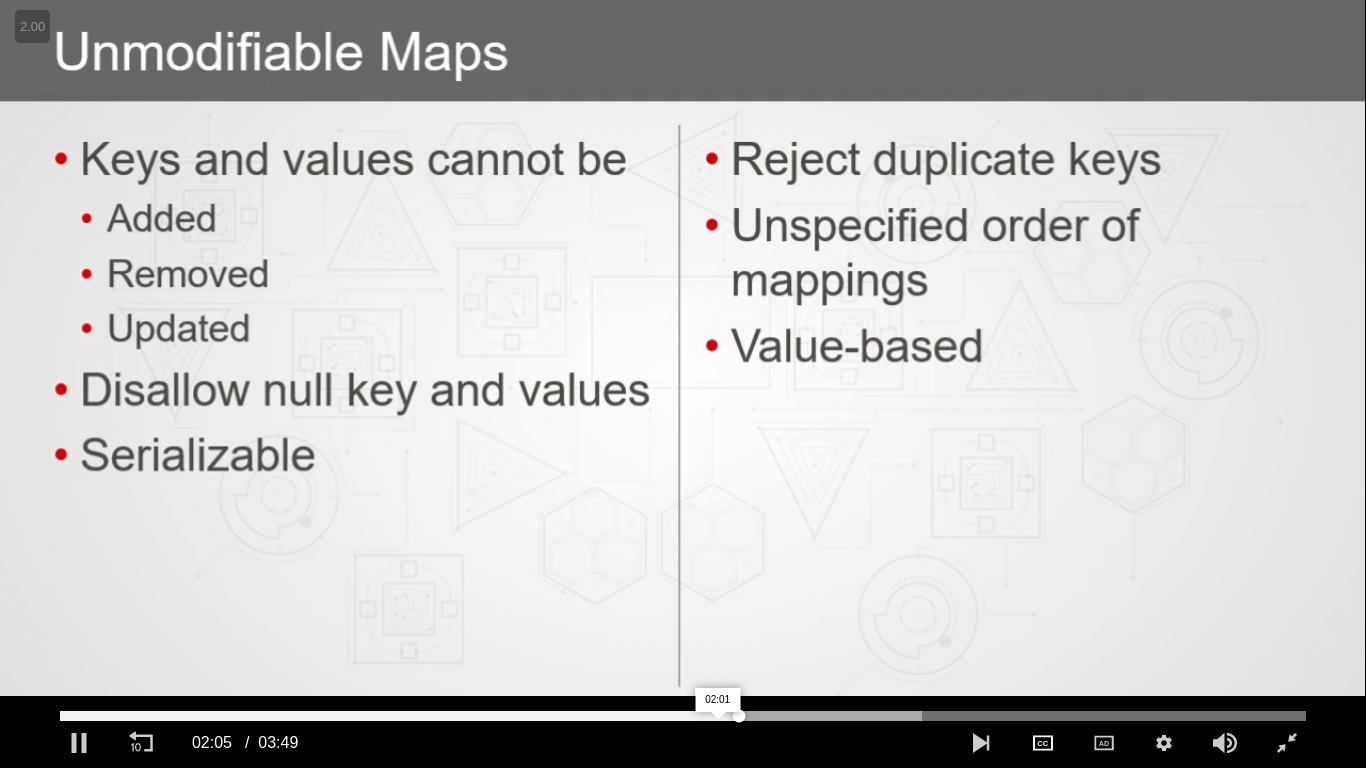 2.00
Unmodifiable Maps
• Keys and values cannot be
• Added
• Removed
• Updated
• Disallow null key and values
• Serializable
• Reject duplicate keys
• Unspecified order of
mappings
• Value-based
02:01
10
02:05 / 03:49
CC
AD